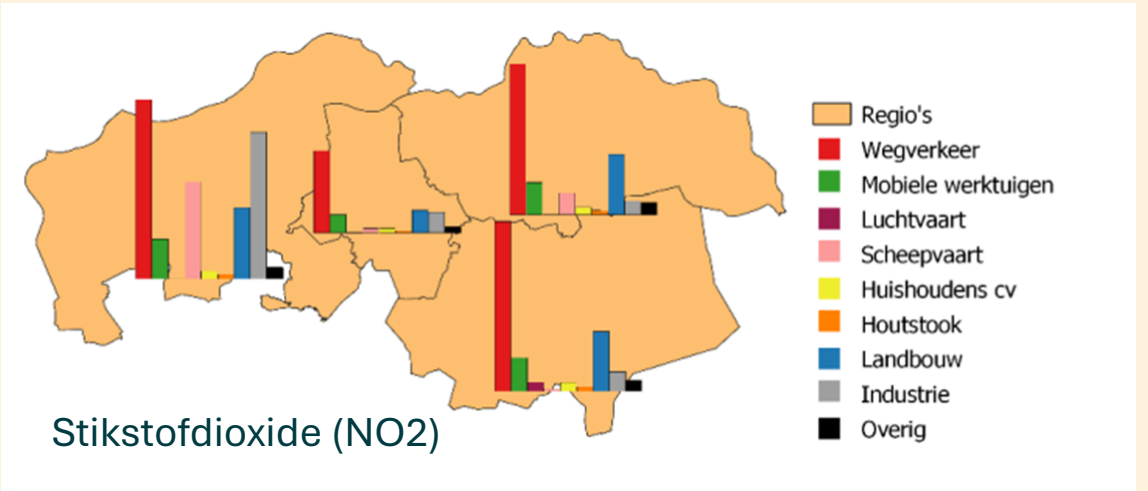 Regio's
Wegverkeer
Mobiele werktuigen
Luchtvaart
Scheepvaart
Huishoudens cv
Houtstook
Landbouw
Industrie
Overig
Stikstofdioxide (NO2)